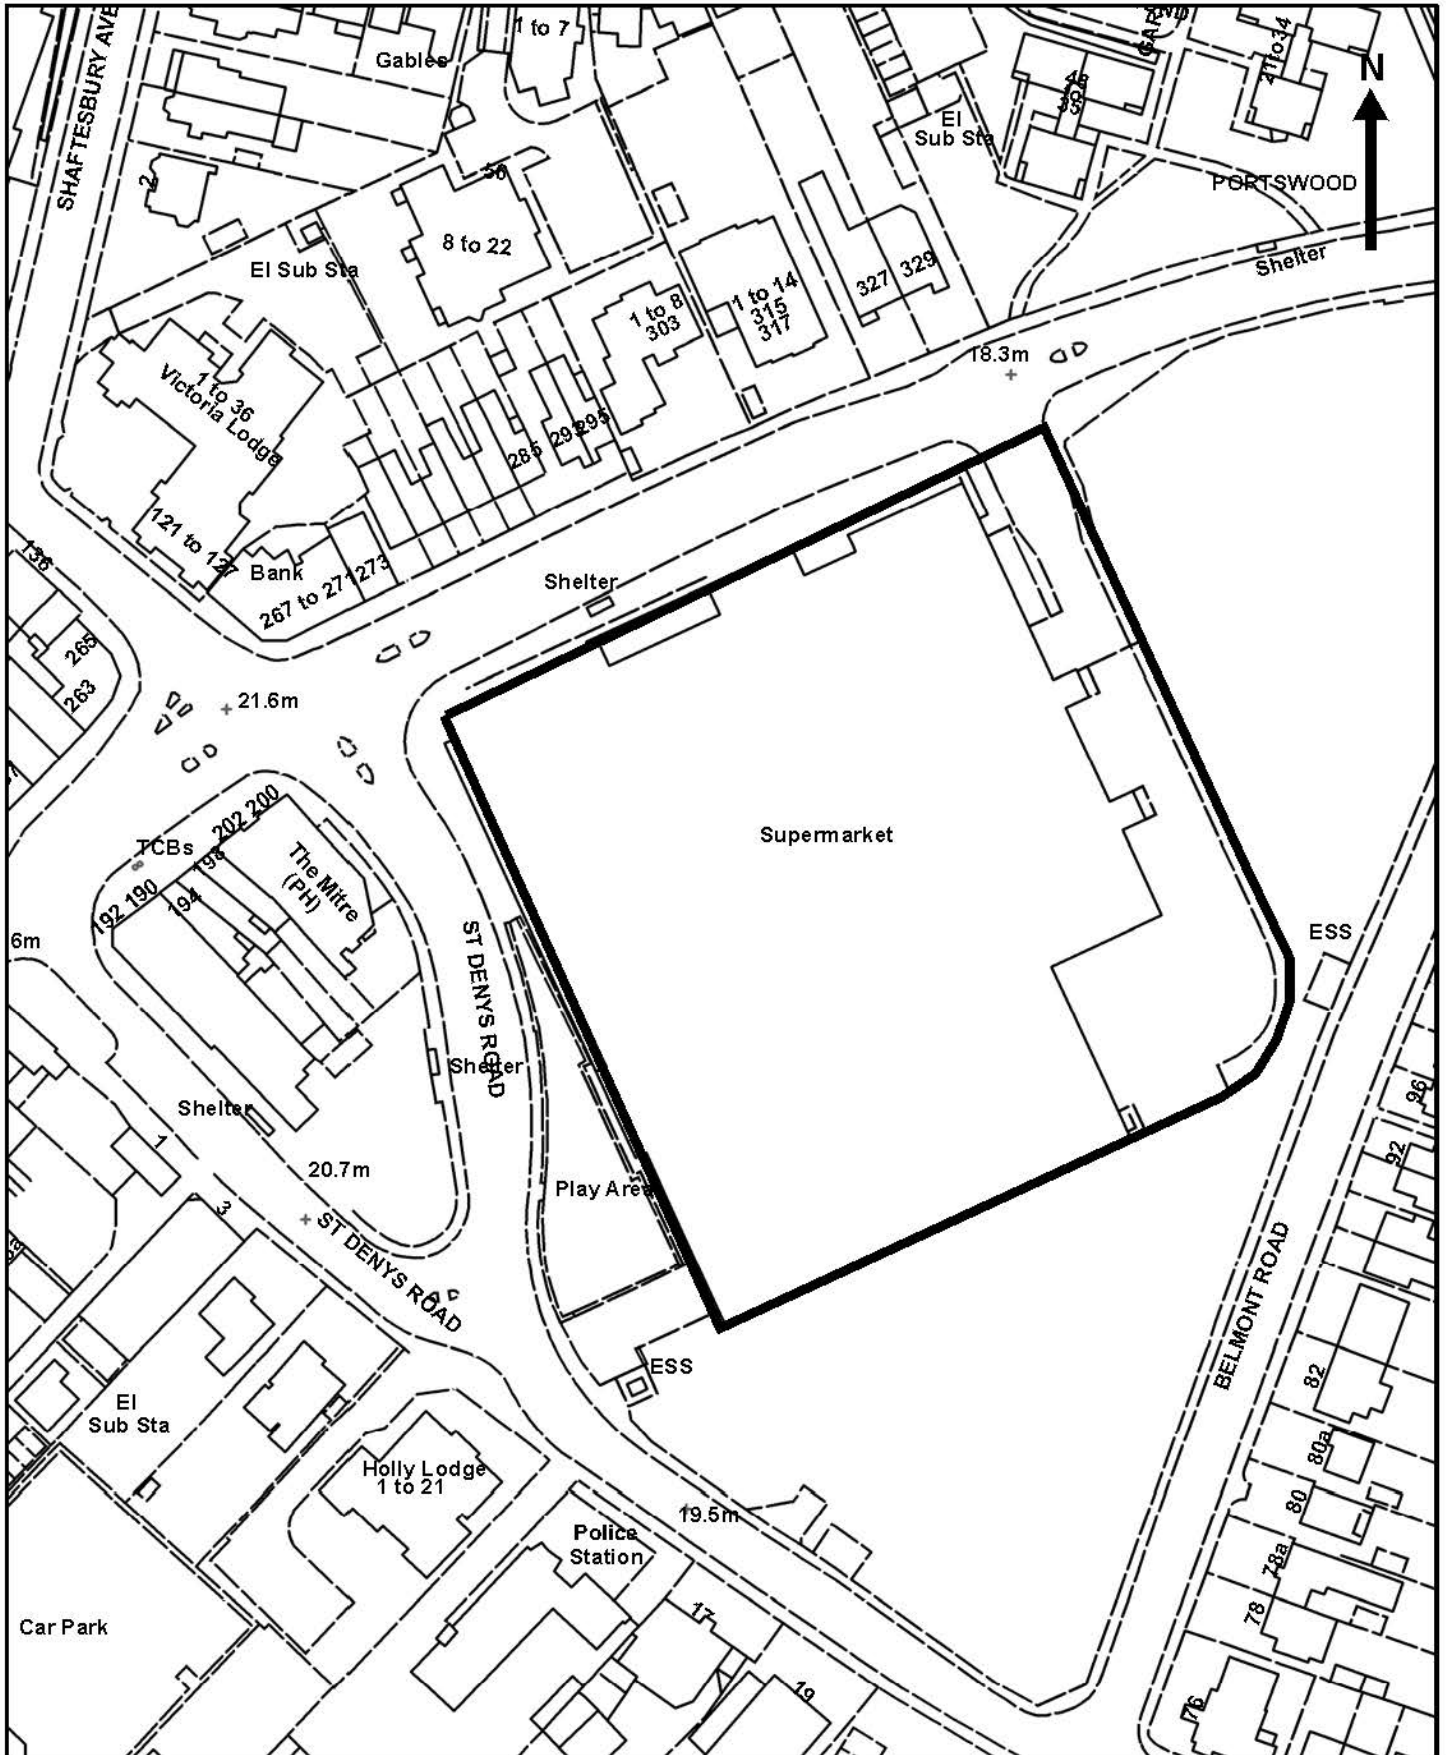 SHAFTESBURY AVE
Gables
1 to 7
El
Sub Sta
21 to 34
N
PORTSWOOD
Shelter
2
56
8 to 22
El Sub Sta
1 to 8
303
1 to 14
315
317
327
329
18.3m
1 to 36
Victoria Lodge
285
293
295
121 to 127
Bank
267 to 271
273
Shelter
136
265
263
21.6m
Supermarket
202 200
TCBs
198
The Mitre
(PH)
192 190
194
6m
ST DENYS ROAD
ESS
Shelter
Shelter
96
1
92
20.7m
Play Area
3
ST DENYS ROAD
BELMONT ROAD
ESS
82
El
Sub Sta
80a
Holly Lodge
1 to 21
80
19.5m
Police
Station
78a
17
78
Car Park
19
76